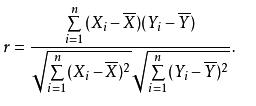 r = \frac{\sum_{i=1}^{n} (X_i - \overline{X})(Y_i - \overline{Y})}{\sqrt{\sum_{i=1}^{n} (X_i - \overline{X})^2} \sqrt{\sum_{i=1}^{n} (Y_i - \overline{Y})^2}}.